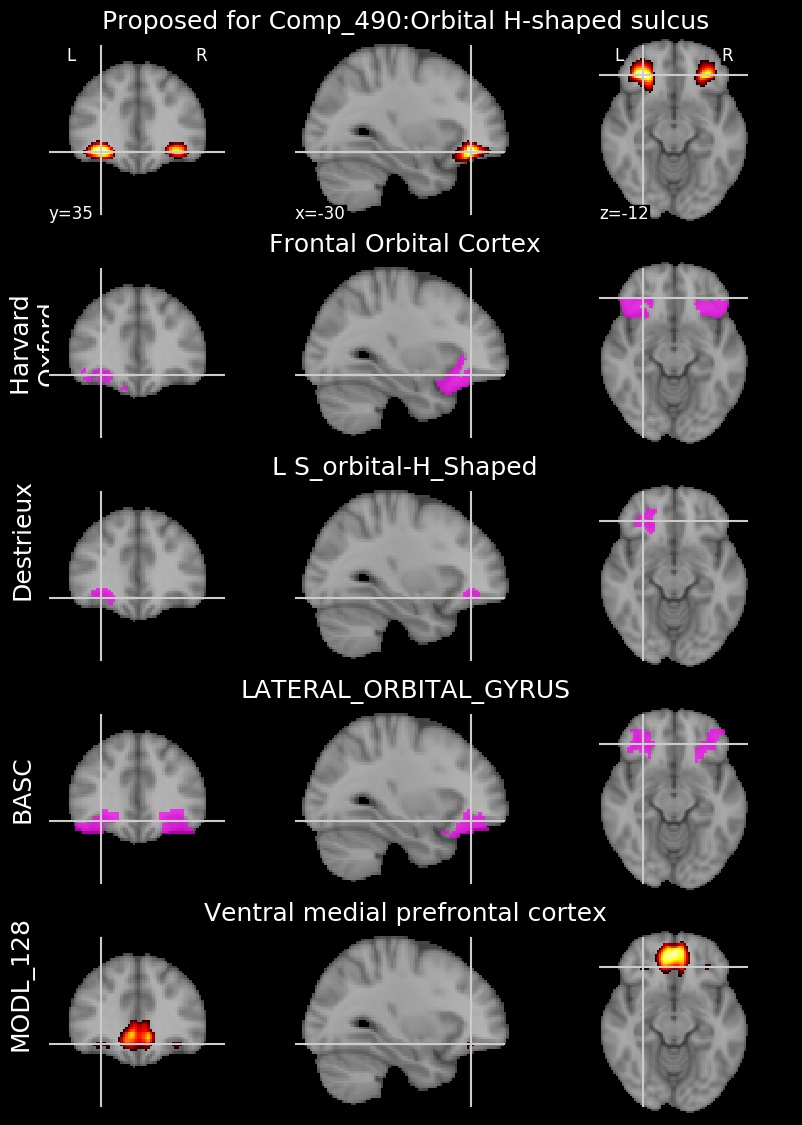 Proposed for Comp_490:Orbital H-shaped sulcus
L R L R
y=35 x=-30 z=-12
Frontal Orbital Cortex
Harvard
L S_orbital-H_Shaped
Destrieux
LATERAL_ORBITAL_GYRUS
BASC
Ventral medial prefrontal cortex
MODL_128